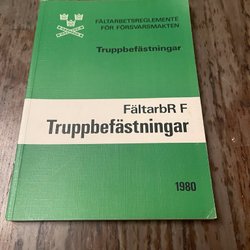 FÄLTARBETSREGLEMENTE
FÖR FÖRSVARSMAKTEN
Truppbefästningar
FältarbR F
Truppbefästningar
1980